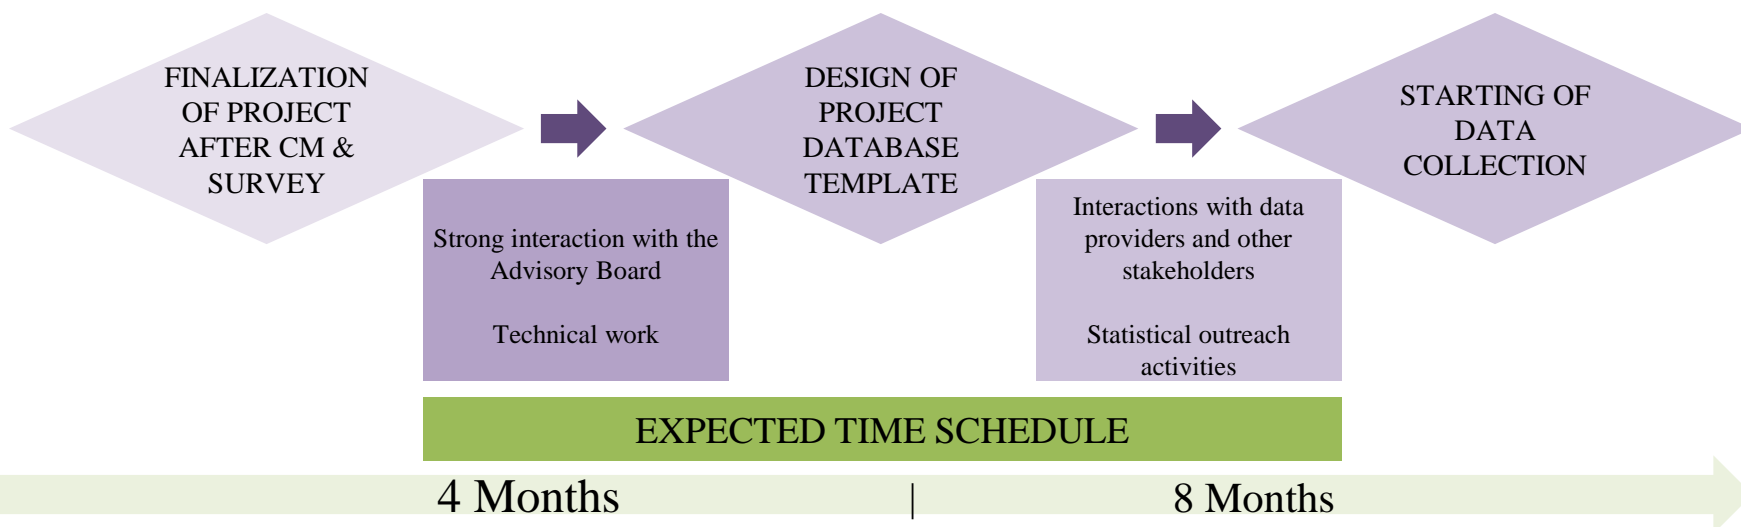 FINALIZATION
OF PROJECT
AFTER CM &
SURVEY
DESIGN OF
PROJECT
DATABASE
TEMPLATE
STARTING OF
DATA
COLLECTION
Strong interaction with the
Advisory Board
Technical work
Interactions with data
providers and other
stakeholders
Statistical outreach
activities
EXPECTED TIME SCHEDULE
4 Months | 8 Months